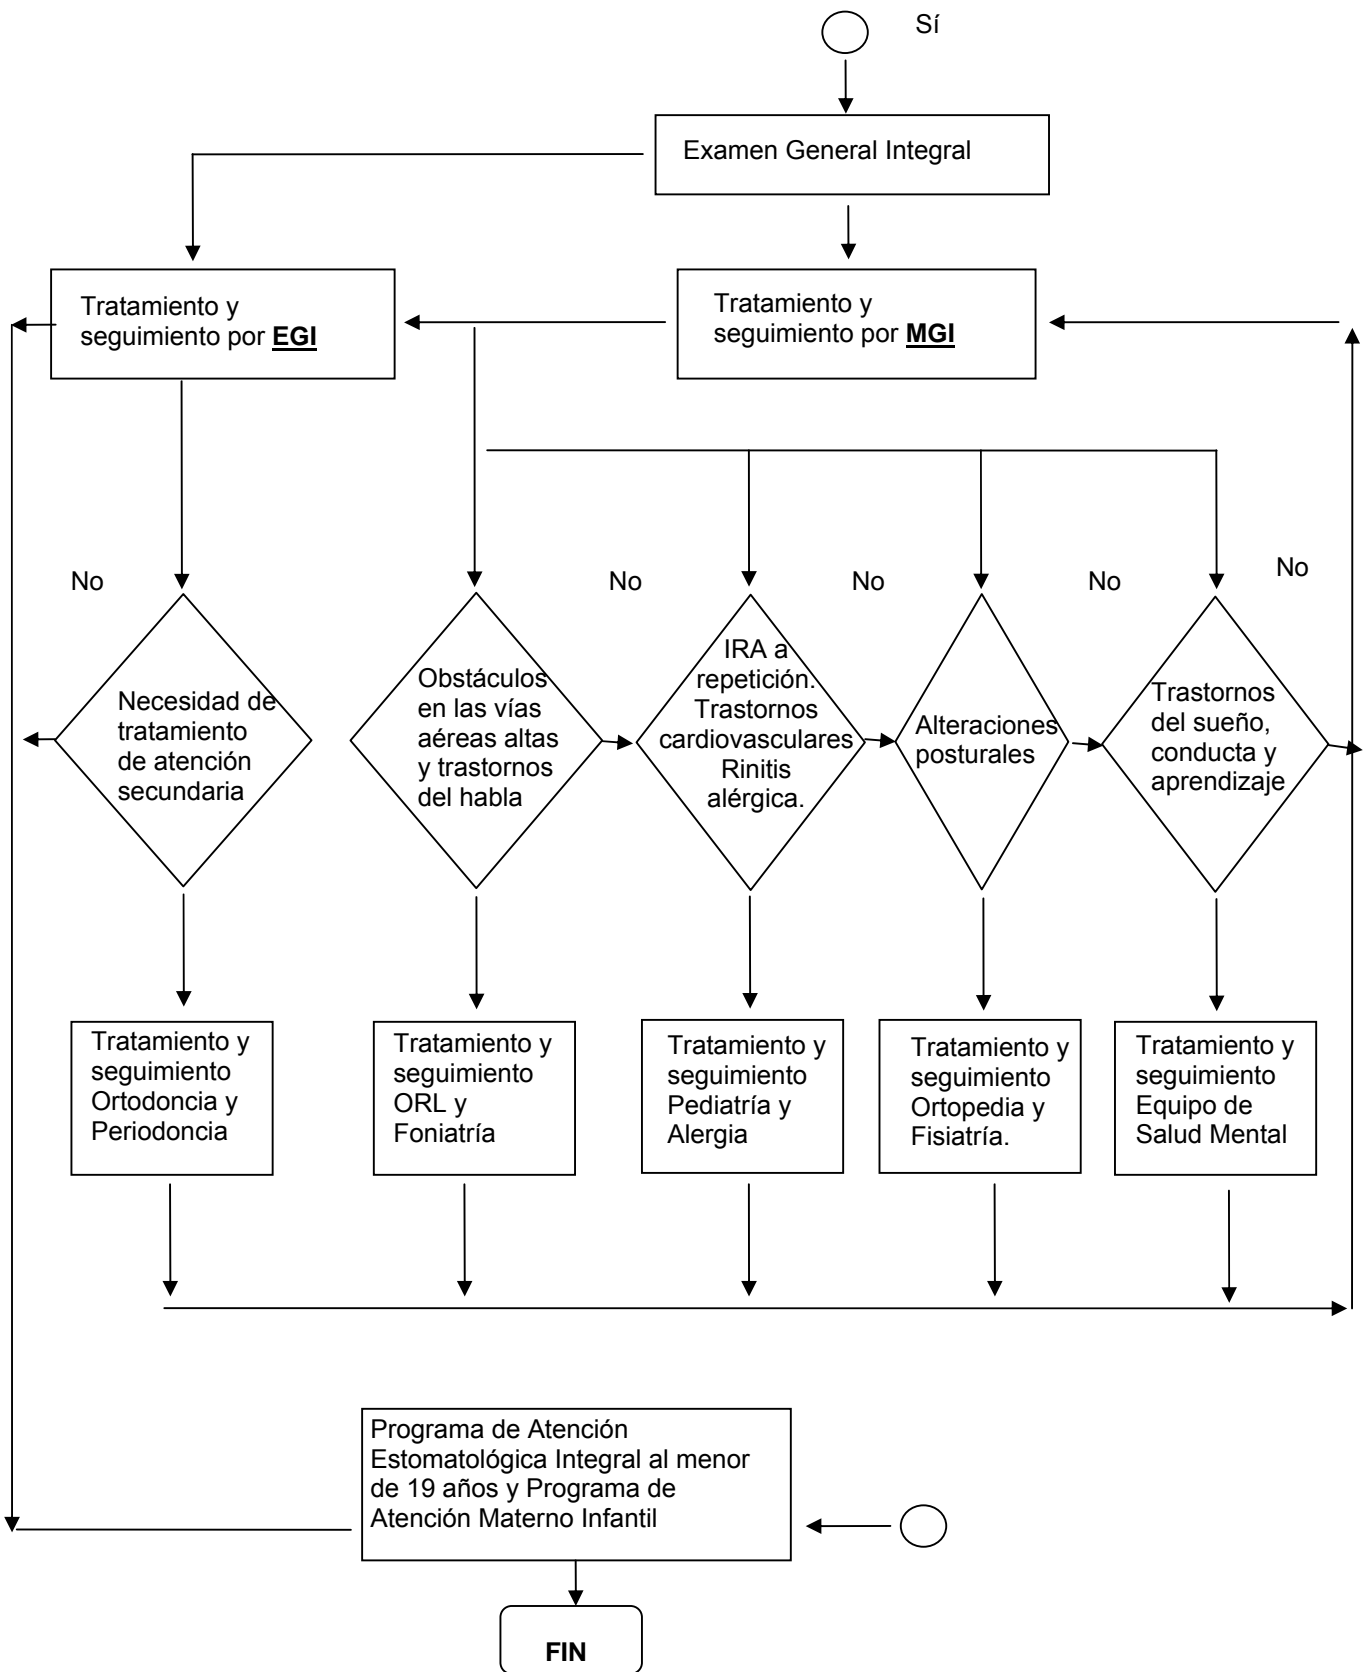 Sí
Examen General Integral
Tratamiento y
seguimiento por EGI
Tratamiento y
seguimiento por MGI
No
No
No
No
No
Necesidad de
tratamiento
de atención
secundaria
Obstáculos
en las vías
aéreas altas
y trastornos
del habla
IRA a
repetición.
Trastornos
cardiovasculares
Rinitis
alérgica.
Alteraciones
posturales
Trastornos
del sueño,
conducta y
aprendizaje
Tratamiento y
seguimiento
Ortodoncia y
Periodoncia
Tratamiento y
seguimiento
ORL y
Foniatría
Tratamiento y
seguimiento
Pediatría y
Alergia
Tratamiento y
seguimiento
Ortopedia y
Fisiatría.
Tratamiento y
seguimiento
Equipo de
Salud Mental
Programa de Atención
Estomatológica Integral al menor
de 19 años y Programa de
Atención Materno Infantil
FIN